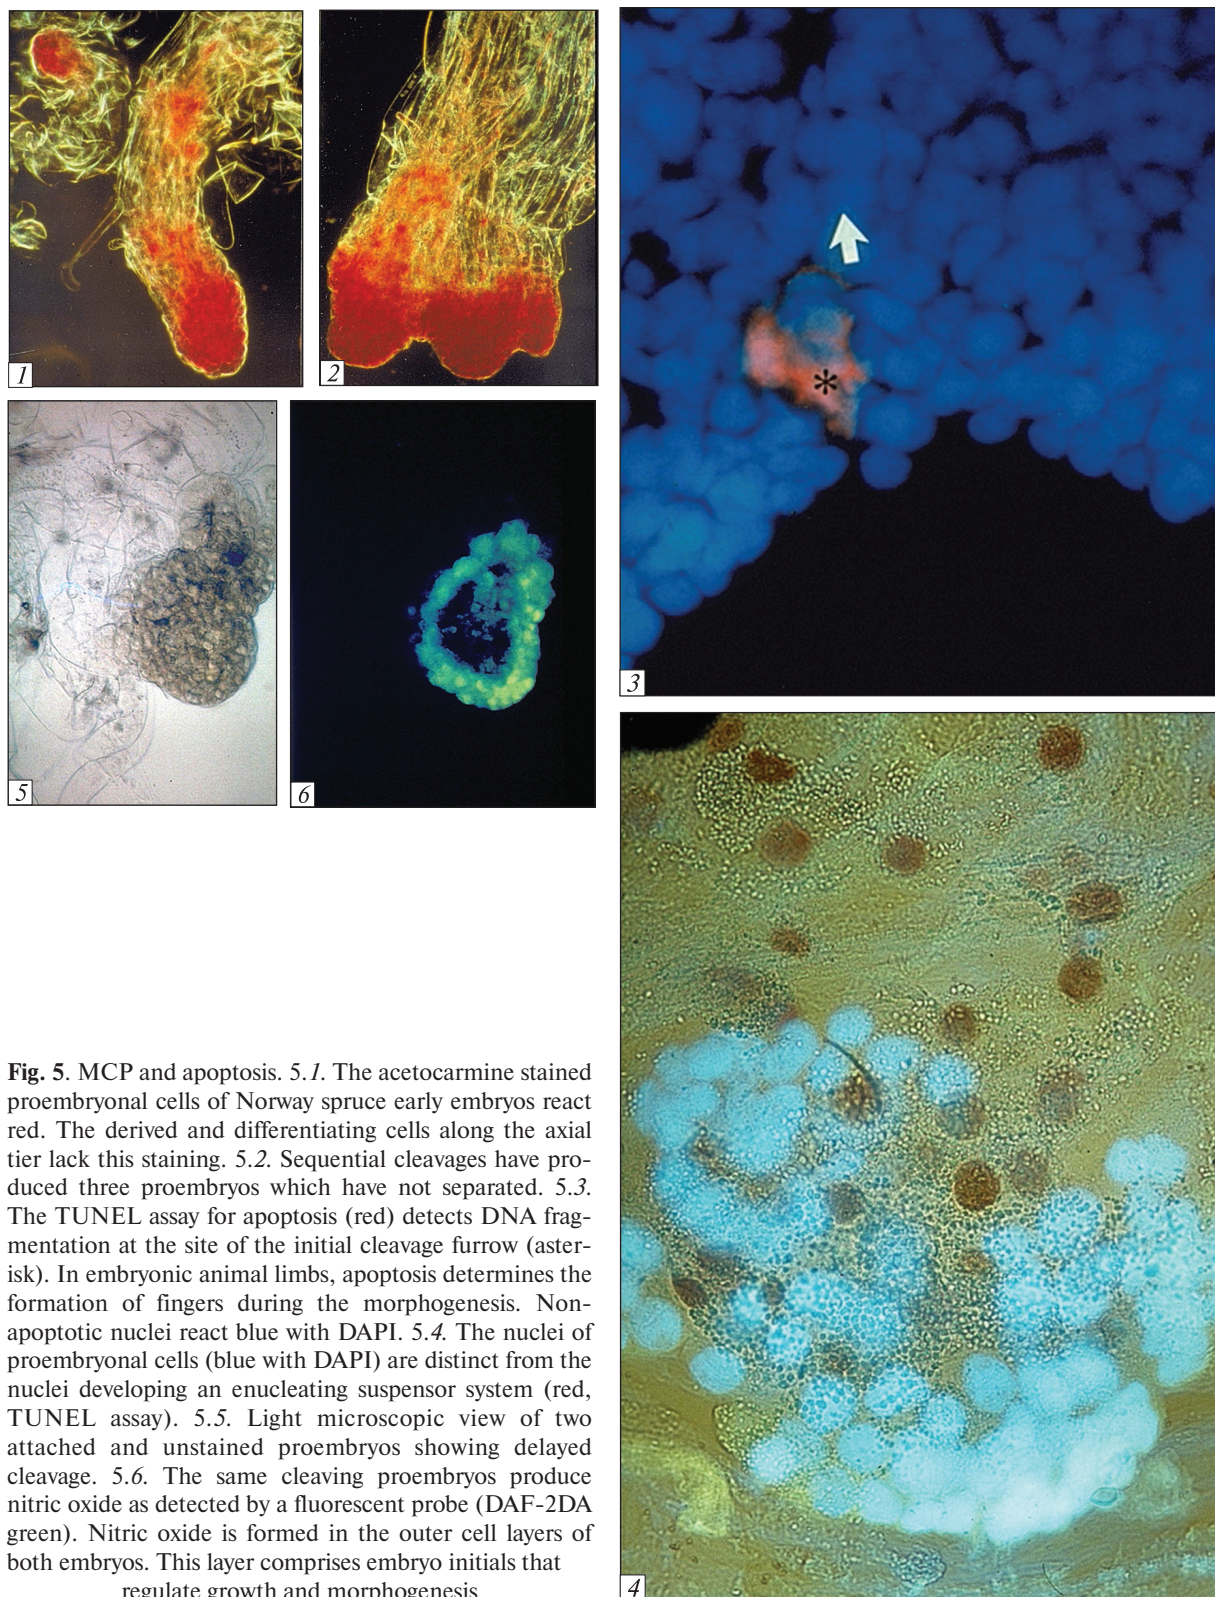 1
2
*
3
5
6
4
Fig. 5. MCP and apoptosis. 5.1. The acetocarmine stained
proembryonal cells of Norway spruce early embryos react
red. The derived and differentiating cells along the axial
tier lack this staining. 5.2. Sequential cleavages have pro-
duced three proembryos which have not separated. 5.3.
The TUNEL assay for apoptosis (red) detects DNA frag-
mentation at the site of the initial cleavage furrow (aster-
isk). In embryonic animal limbs, apoptosis determines the
formation of fingers during the morphogenesis. Non-
apoptotic nuclei react blue with DAPI. 5.4. The nuclei of
proembryonal cells (blue with DAPI) are distinct from the
nuclei developing an enucleating suspensor system (red,
TUNEL assay). 5.5. Light microscopic view of two
attached and unstained proembryos showing delayed
cleavage. 5.6. The same cleaving proembryos produce
nitric oxide as detected by a fluorescent probe (DAF-2DA
green). Nitric oxide is formed in the outer cell layers of
both embryos. This layer comprises embryo initials that
regulate growth and morphogenesis